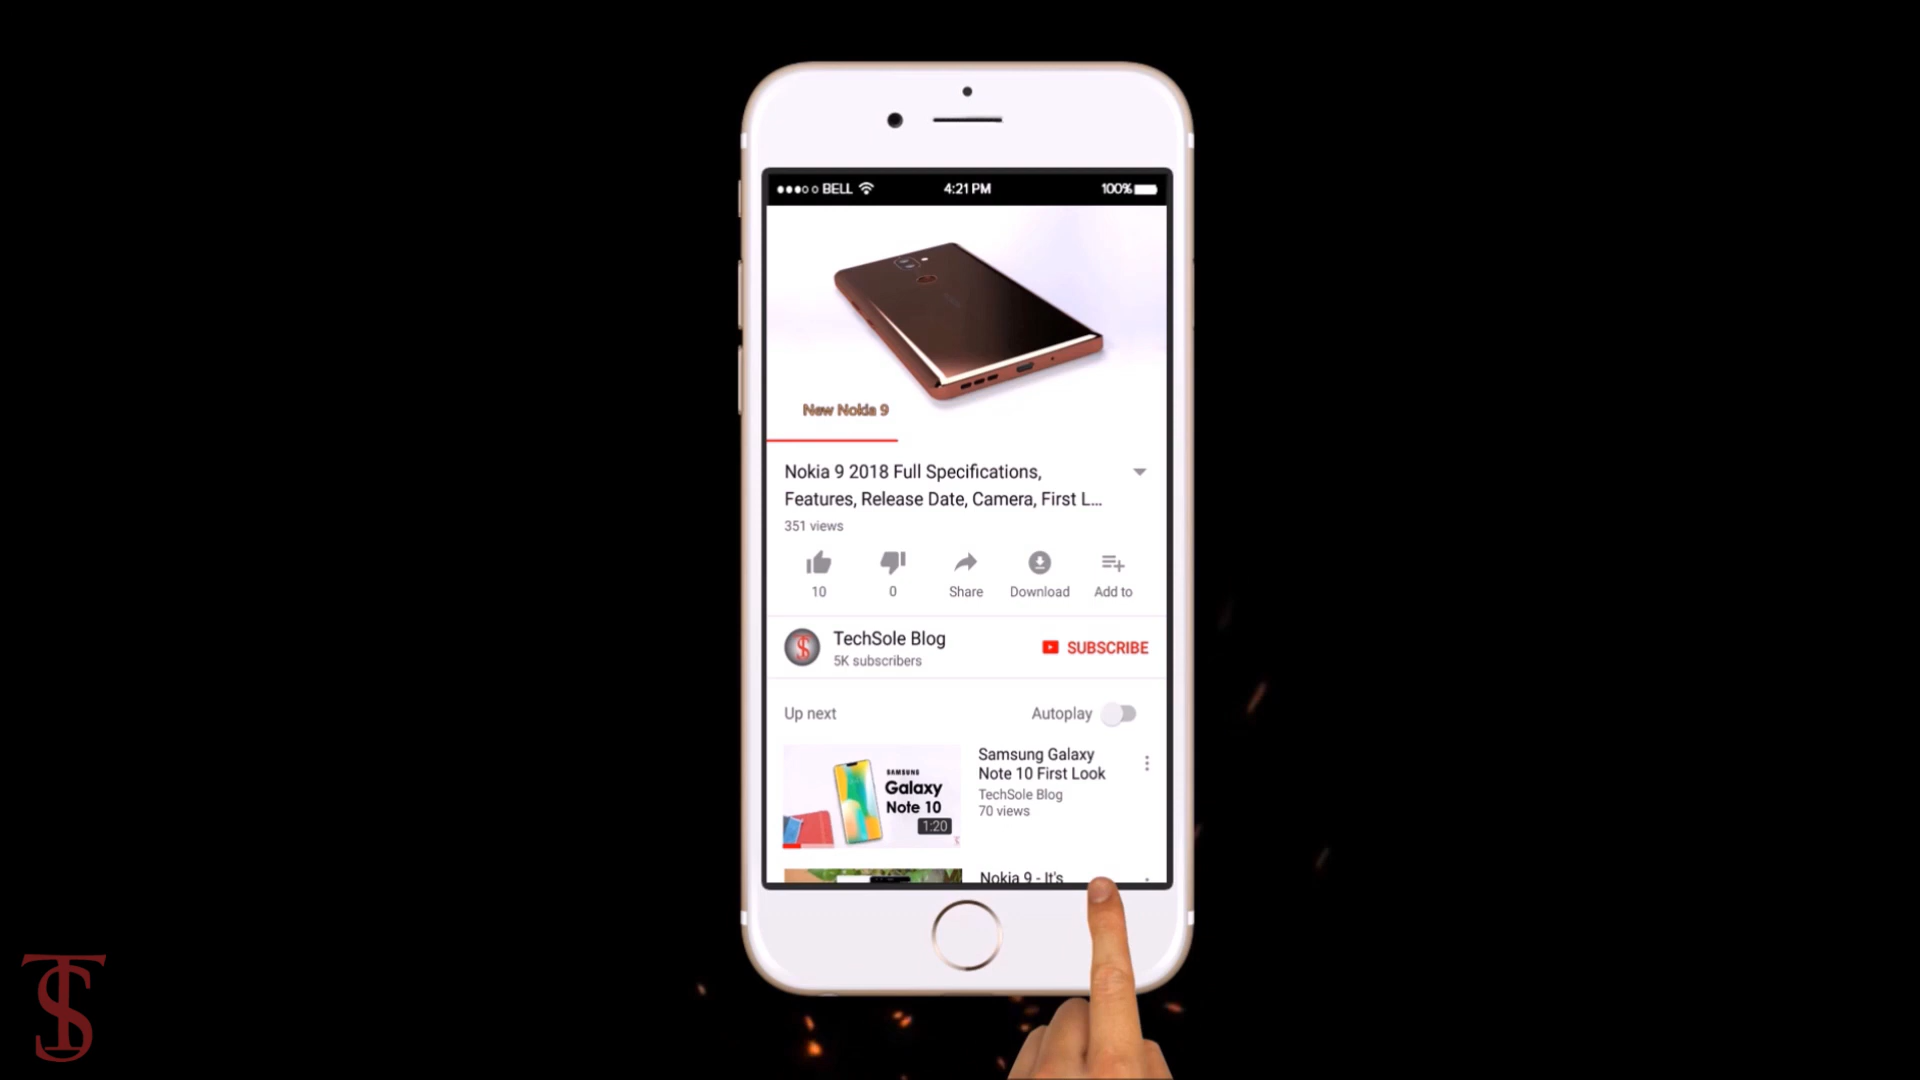 BELL
4:21 PM
100%
New Nokia 9
Nokia 9 2018 Full Specifications,
Features, Release Date, Camera, First L...
351 views
10
0
Share
Download
Add to
TechSole Blog
5K subscribers
SUBSCRIBE
Up next
Autoplay
SAMSUNG
Galaxy
Note 10
1:20
Samsung Galaxy
Note 10 First Look
TechSole Blog
70 views
Nokia 9 - It's
TS